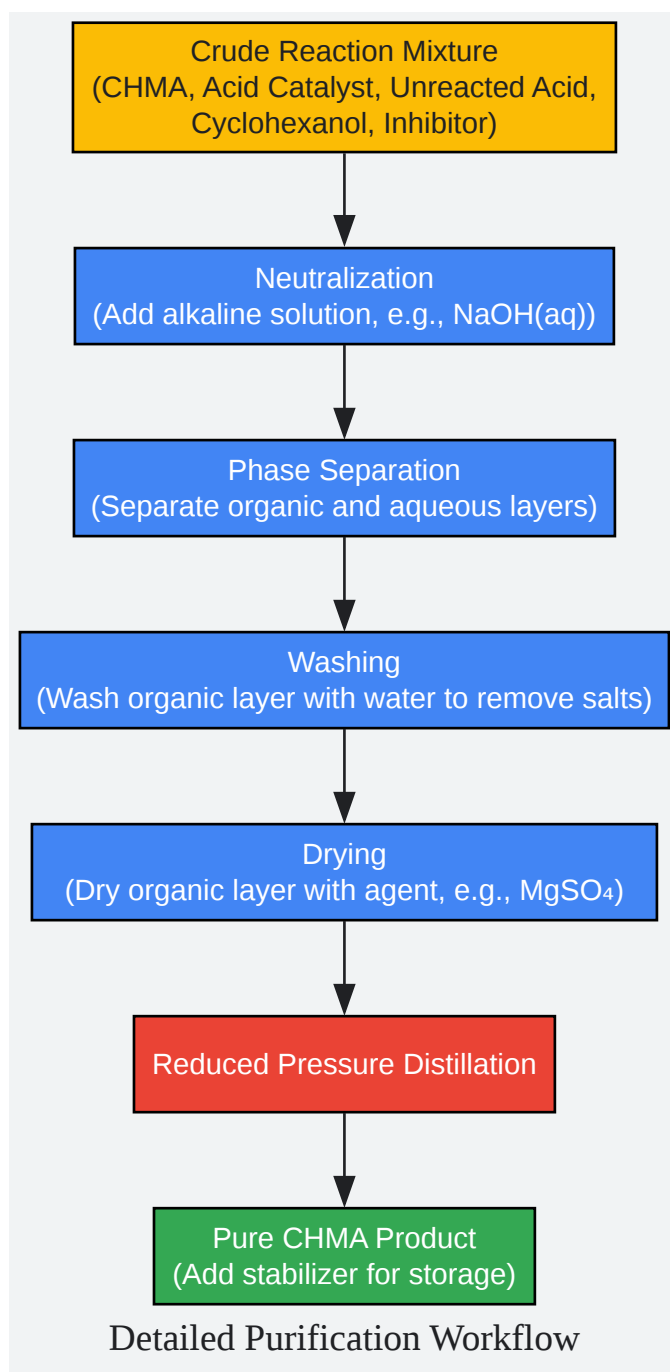 Crude Reaction Mixture
(CHMA, Acid Catalyst, Unreacted Acid,
Cyclohexanol, Inhibitor)
Neutralization
(Add alkaline solution, e.g., NaOH(aq))
Phase Separation
(Separate organic and aqueous layers)
Washing
(Wash organic layer with water to remove salts)
Drying
(Dry organic layer with agent, e.g., MgSO₄)
Reduced Pressure Distillation
Pure CHMA Product
(Add stabilizer for storage)
Detailed Purification Workflow